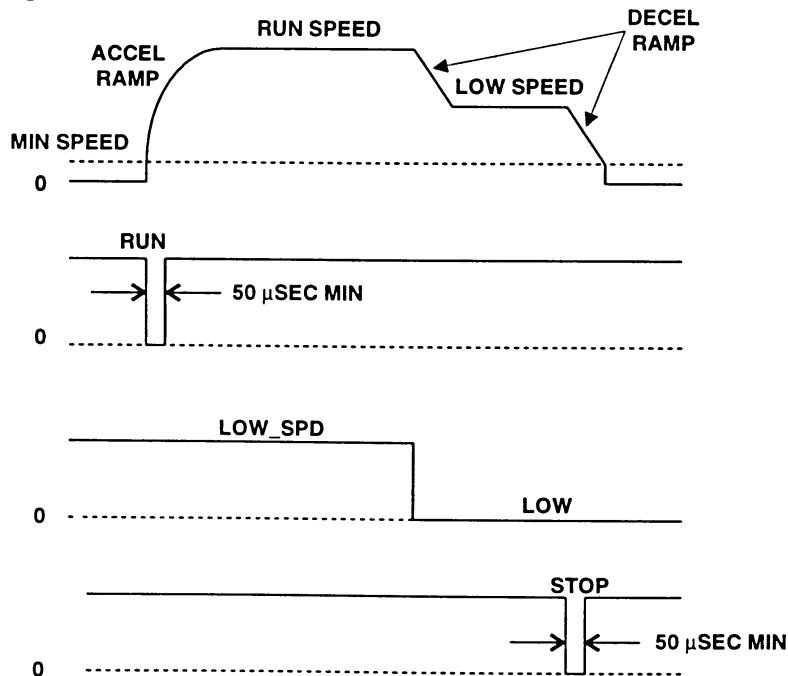 RUN SPEED
DECEL
RAMP
ACCEL
RAMP
LOW SPEED
MIN SPEED
0
RUN
50 μSEC MIN
0
LOW_SPD
LOW
0
STOP
50 μSEC MIN
0